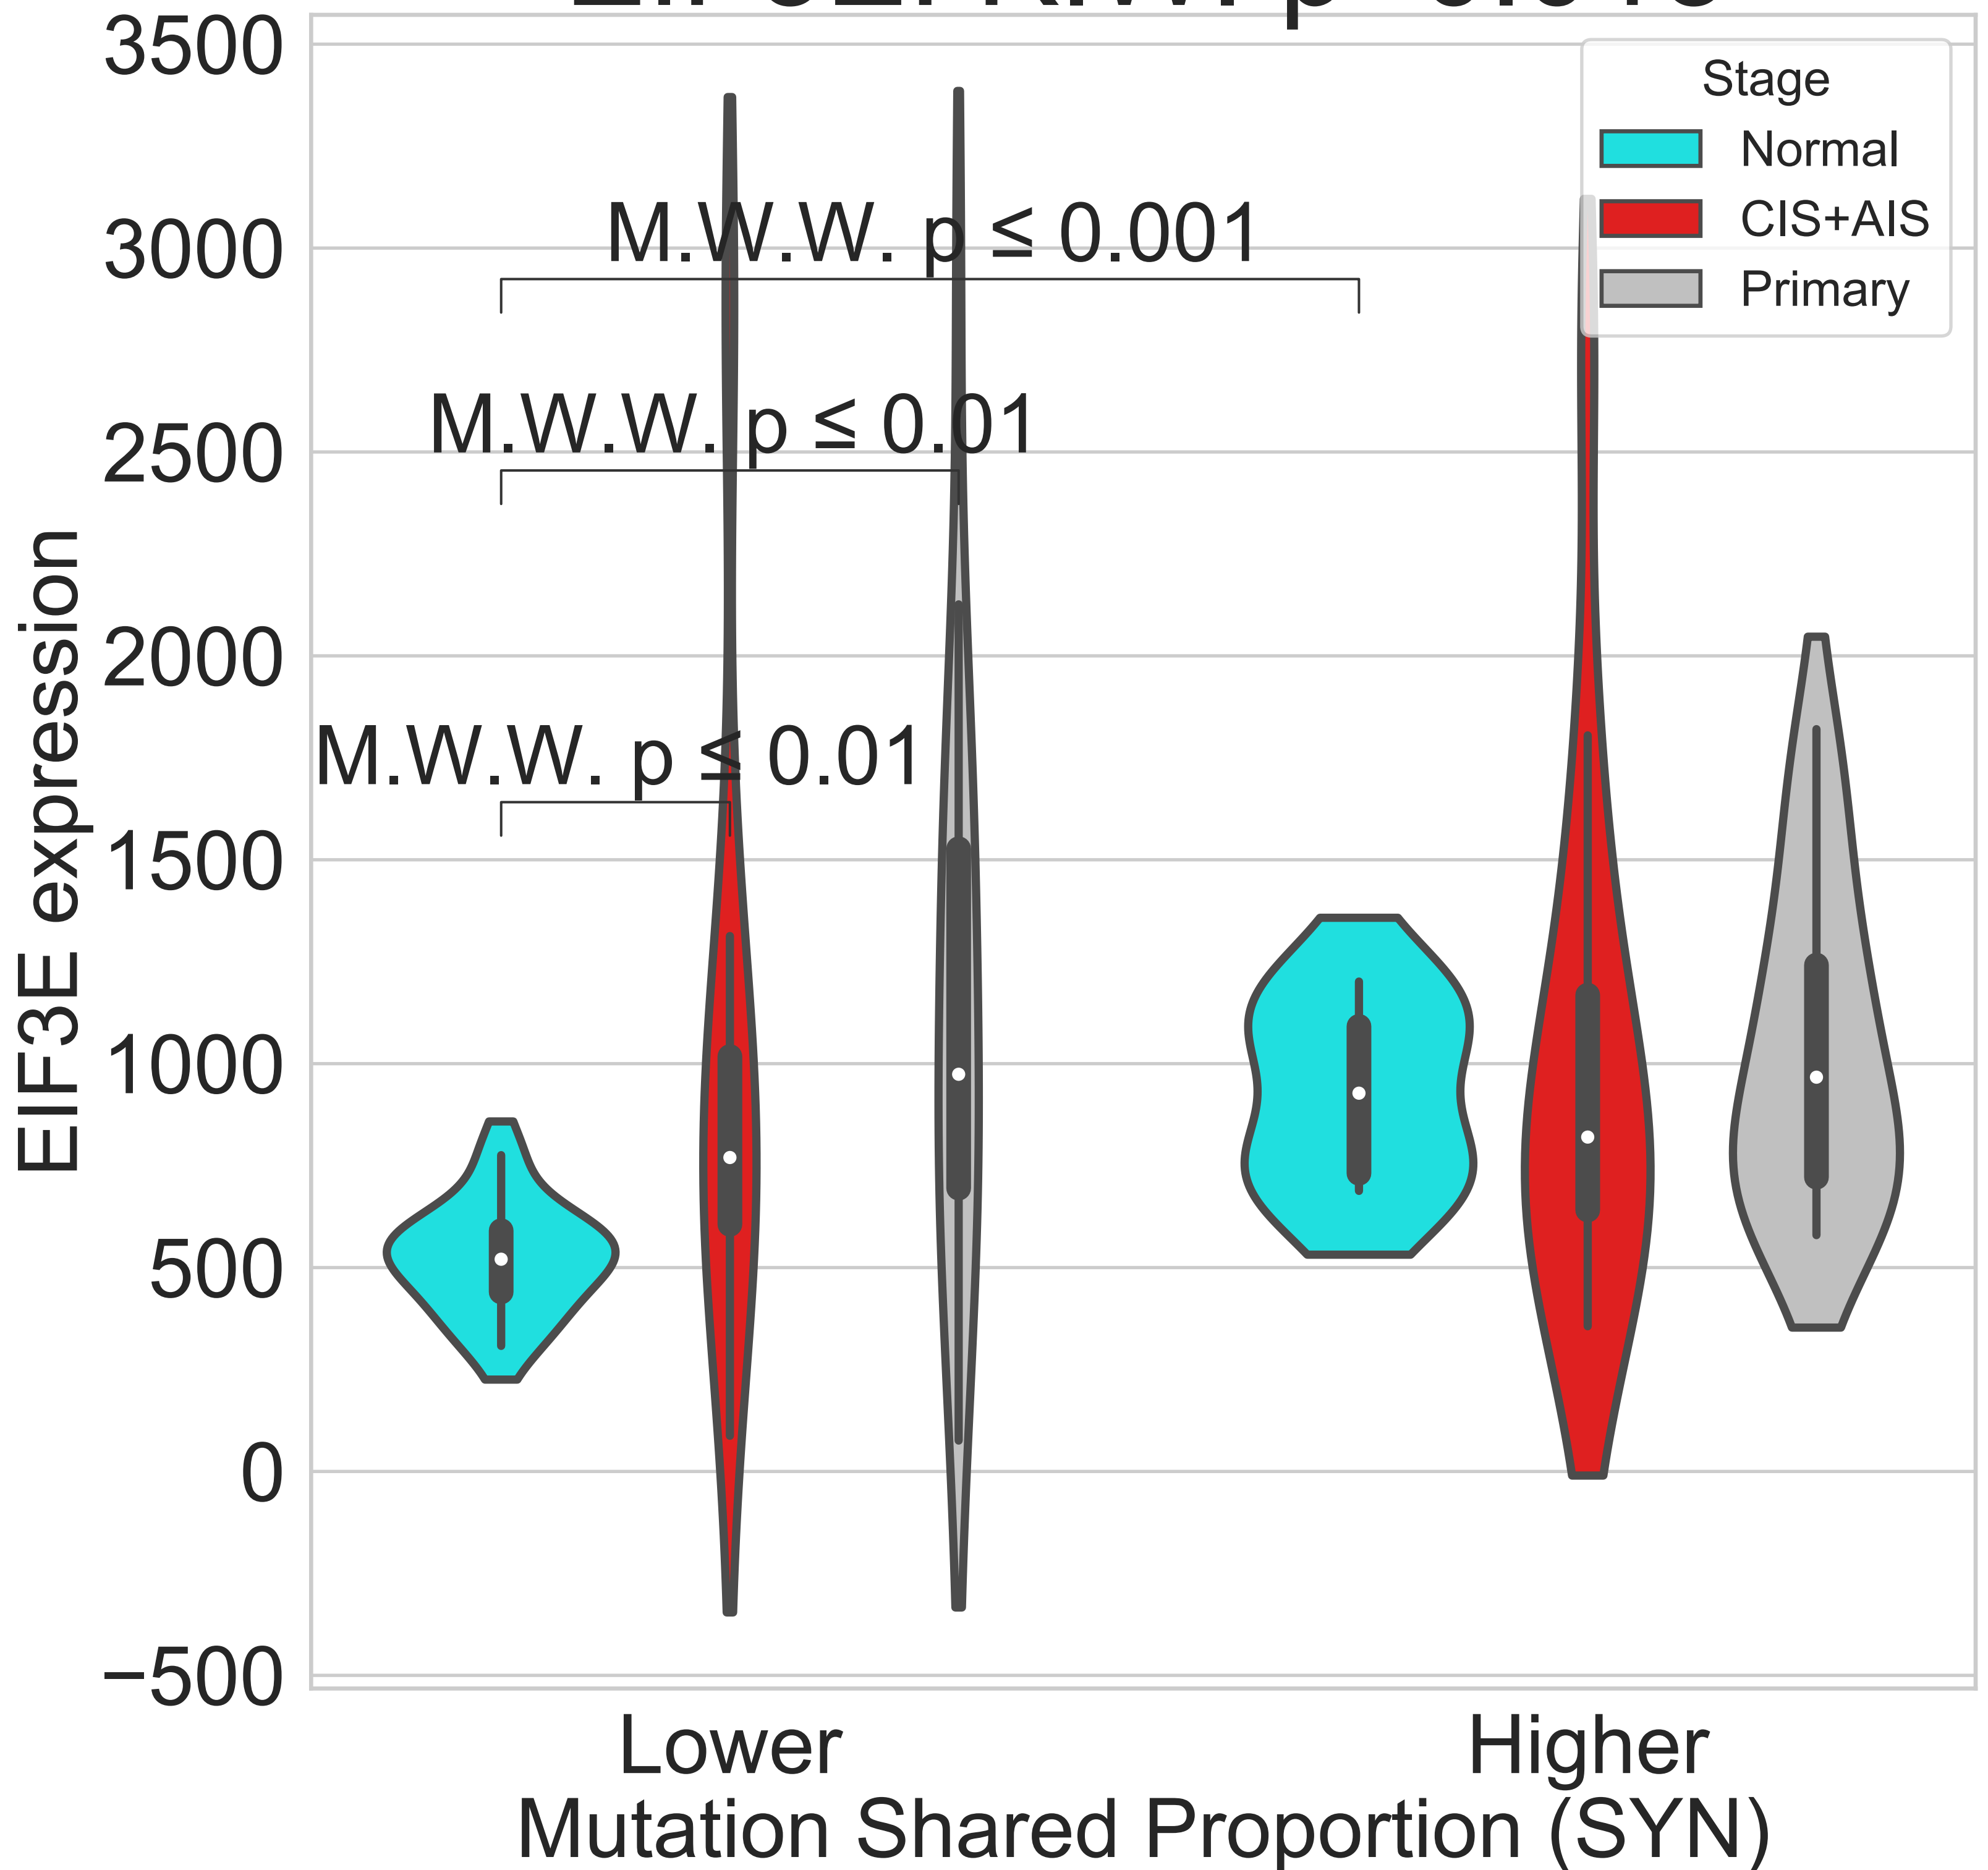 3500
3000
2500
2000
1500
1000
500
0
−500
EIF3E expression
Stage
Normal
CIS+AIS
Primary
M.W.W. p ≤ 0.001
M.W.W. p ≤ 0.01
M.W.W. p ≤ 0.01
Lower
Higher
Mutation Shared Proportion (SYN)